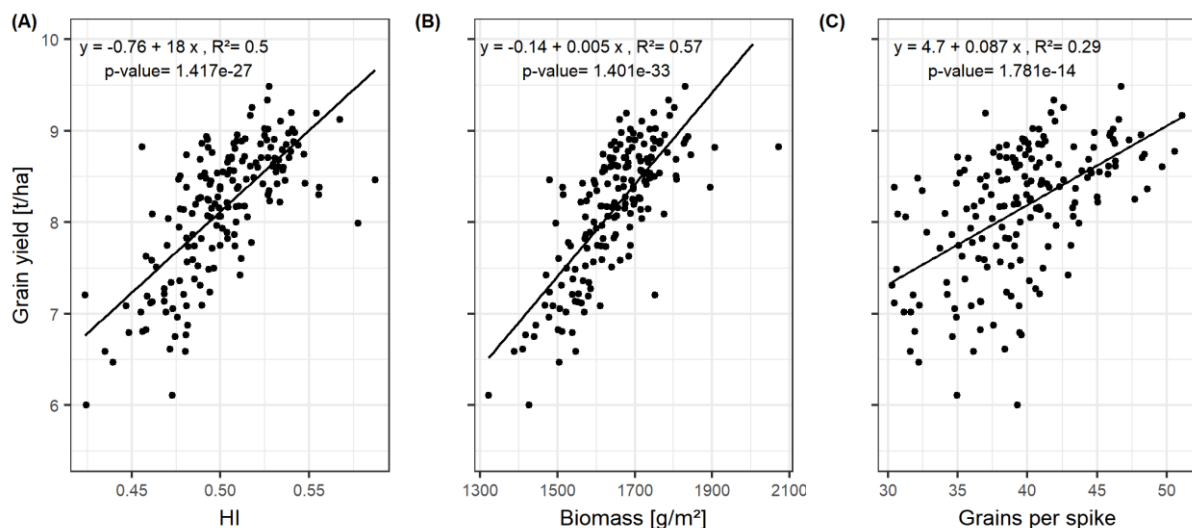 (A)
(B)
(C)
y = -0.76 + 18 x , R²= 0.5
p-value= 1.417e-27
y = -0.14 + 0.005 x , R²= 0.57
p-value= 1.401e-33
y = 4.7 + 0.087 x , R²= 0.29
p-value= 1.781e-14
Grain yield [t/ha]
10
9
8
7
6
0.45 0.50 0.55
1300 1500 1700 1900 2100
30 35 40 45 50
HI
Biomass [g/m²]
Grains per spike